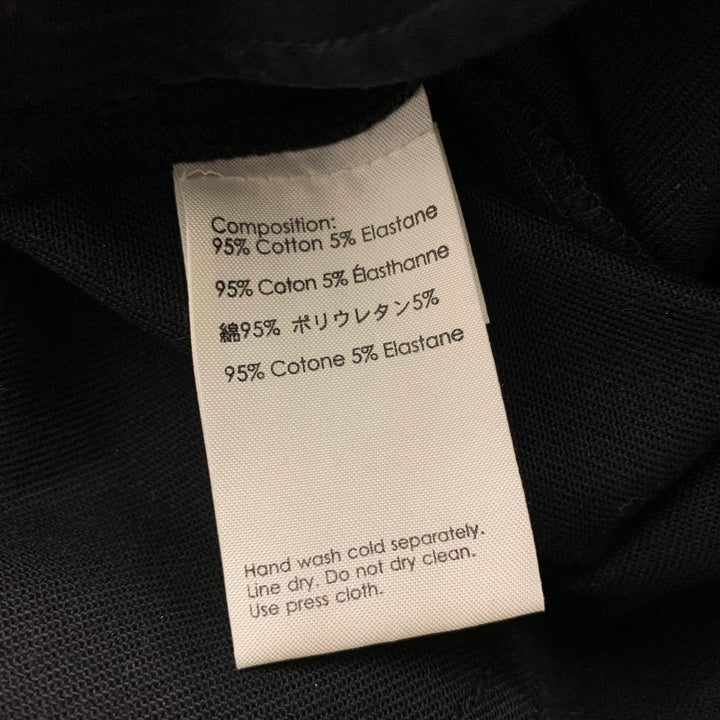 Composition:
95% Cotton 5% Elastane
95% Coton 5% Élasthanne
綿95% ポリウレタン5%
95% Cotone 5% Elastane
Hand wash cold separately.
Line dry. Do not dry clean.
Use press cloth.